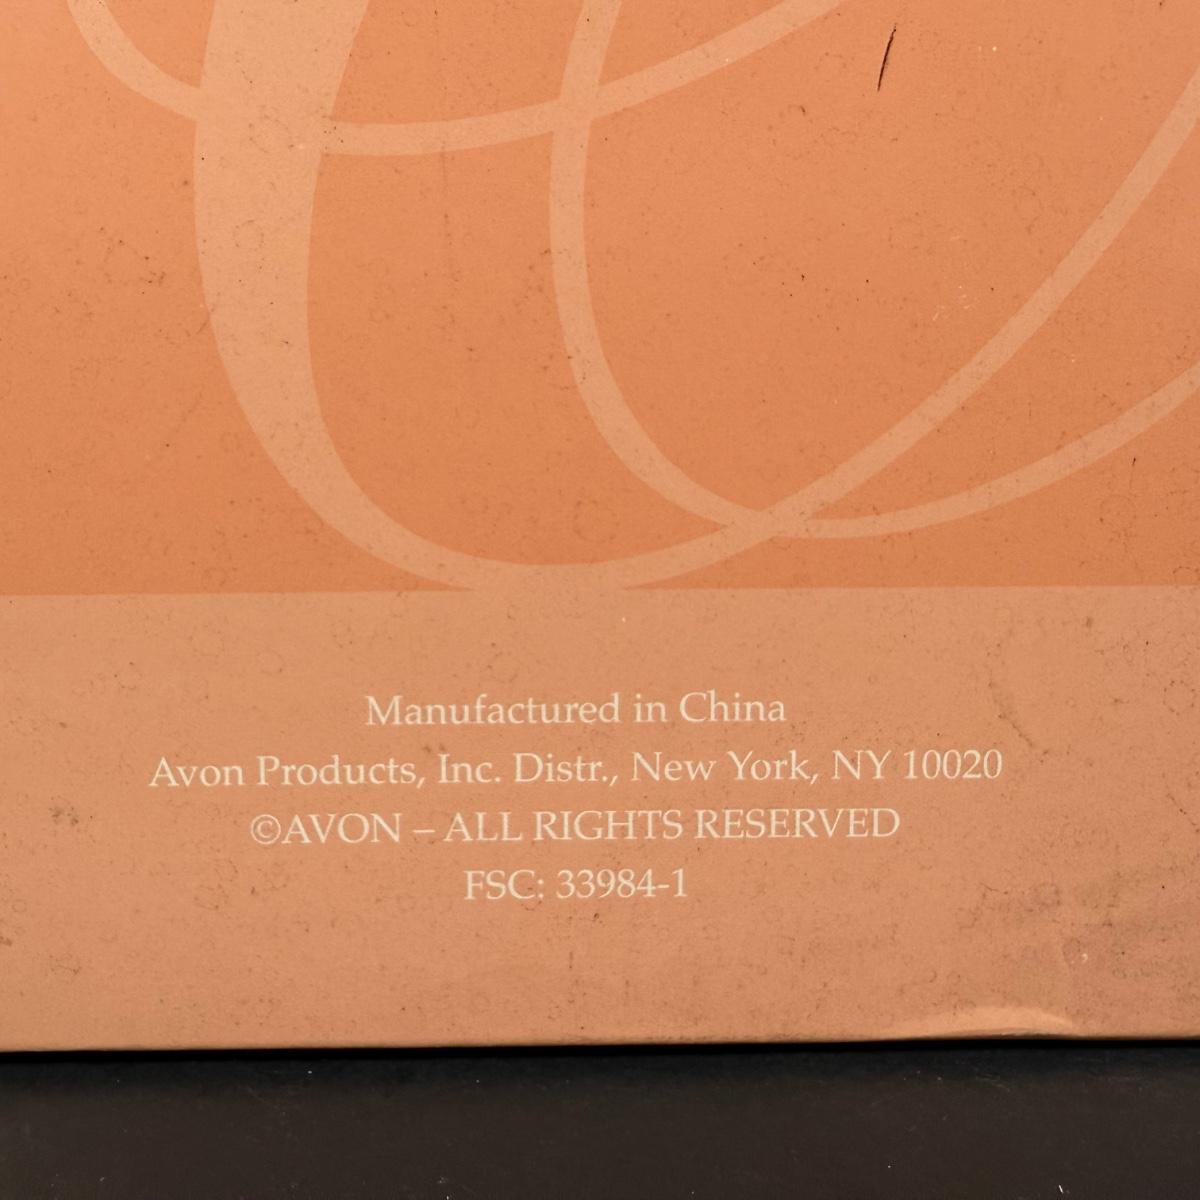 Manufactured in China
Avon Products, Inc. Distr., New York, NY 10020
©AVON – ALL RIGHTS RESERVED
FSC: 33984-1